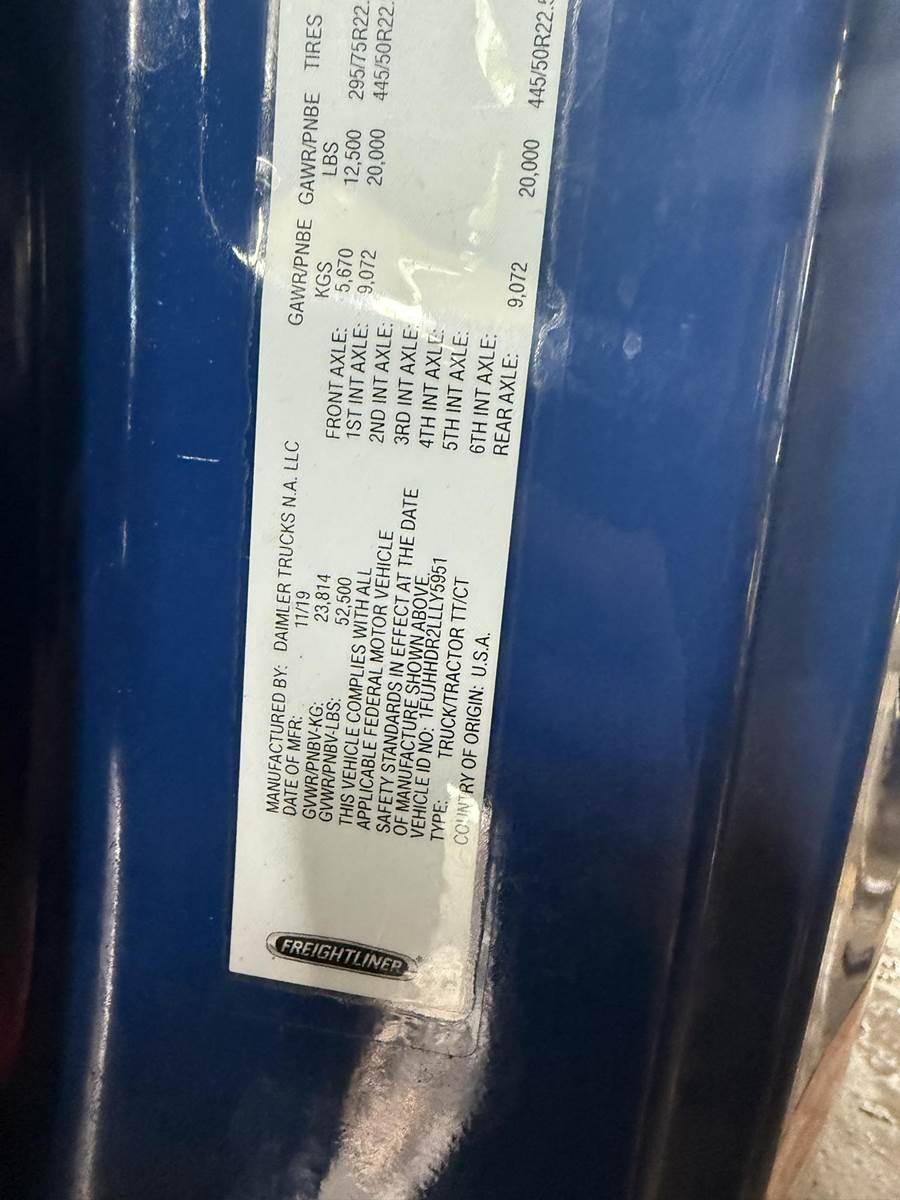 FREIGHTLINER
MANUFACTURED BY: DAIMLER TRUCKS N.A. LLC
DATE OF MFR: 11/19
GVWR/PNBV-KG: 23,814
GVWR/PNBV-LBS: 52,500
THIS VEHICLE COMPLIES WITH ALL
APPLICABLE FEDERAL MOTOR VEHICLE
SAFETY STANDARDS IN EFFECT AT THE DATE
OF MANUFACTURE SHOWN ABOVE.
VEHICLE ID NO: 1FUJHHDR2LLLY5951
TYPE: TRUCK/TRACTOR TT/CT
COUNTRY OF ORIGIN: U.S.A.
GAWR/PNBE GAWR/PNBE TIRES
KGS LBS
FRONT AXLE: 5,670 12,500 295/75R22.
1ST INT AXLE: 9,072 20,000 445/50R22.
2ND INT AXLE:
3RD INT AXLE:
4TH INT AXLE:
5TH INT AXLE:
6TH INT AXLE:
REAR AXLE: 9,072 20,000 445/50R22.5